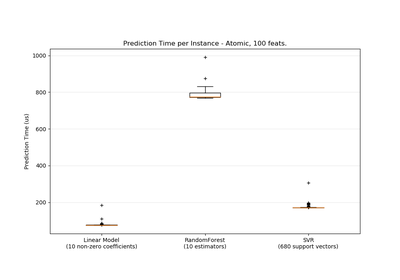 Prediction Time per Instance - Atomic, 100 feats.
1000
800
600
400
200
Prediction Time (us)
Linear Model
(10 non-zero coefficients)
RandomForest
(10 estimators)
SVR
(680 support vectors)